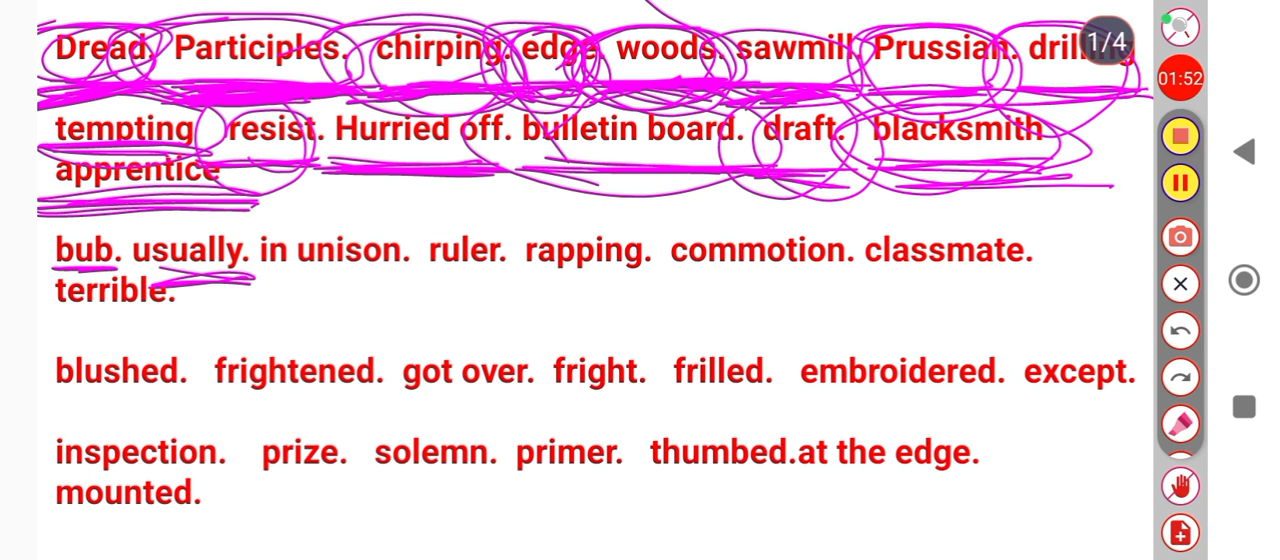 Dread. Participles. chirping. edge. woods. sawmill. Prussian. drilling
1/4
01:52
tempting resist. Hurried off. bulletin board. draft. blacksmith
apprentice
bub. usually. in unison. ruler. rapping. commotion. classmate.
terrible.
blushed. frightened. got over. fright. frilled. embroidered. except.
inspection. prize. solemn. primer. thumbed.at the edge.
mounted.